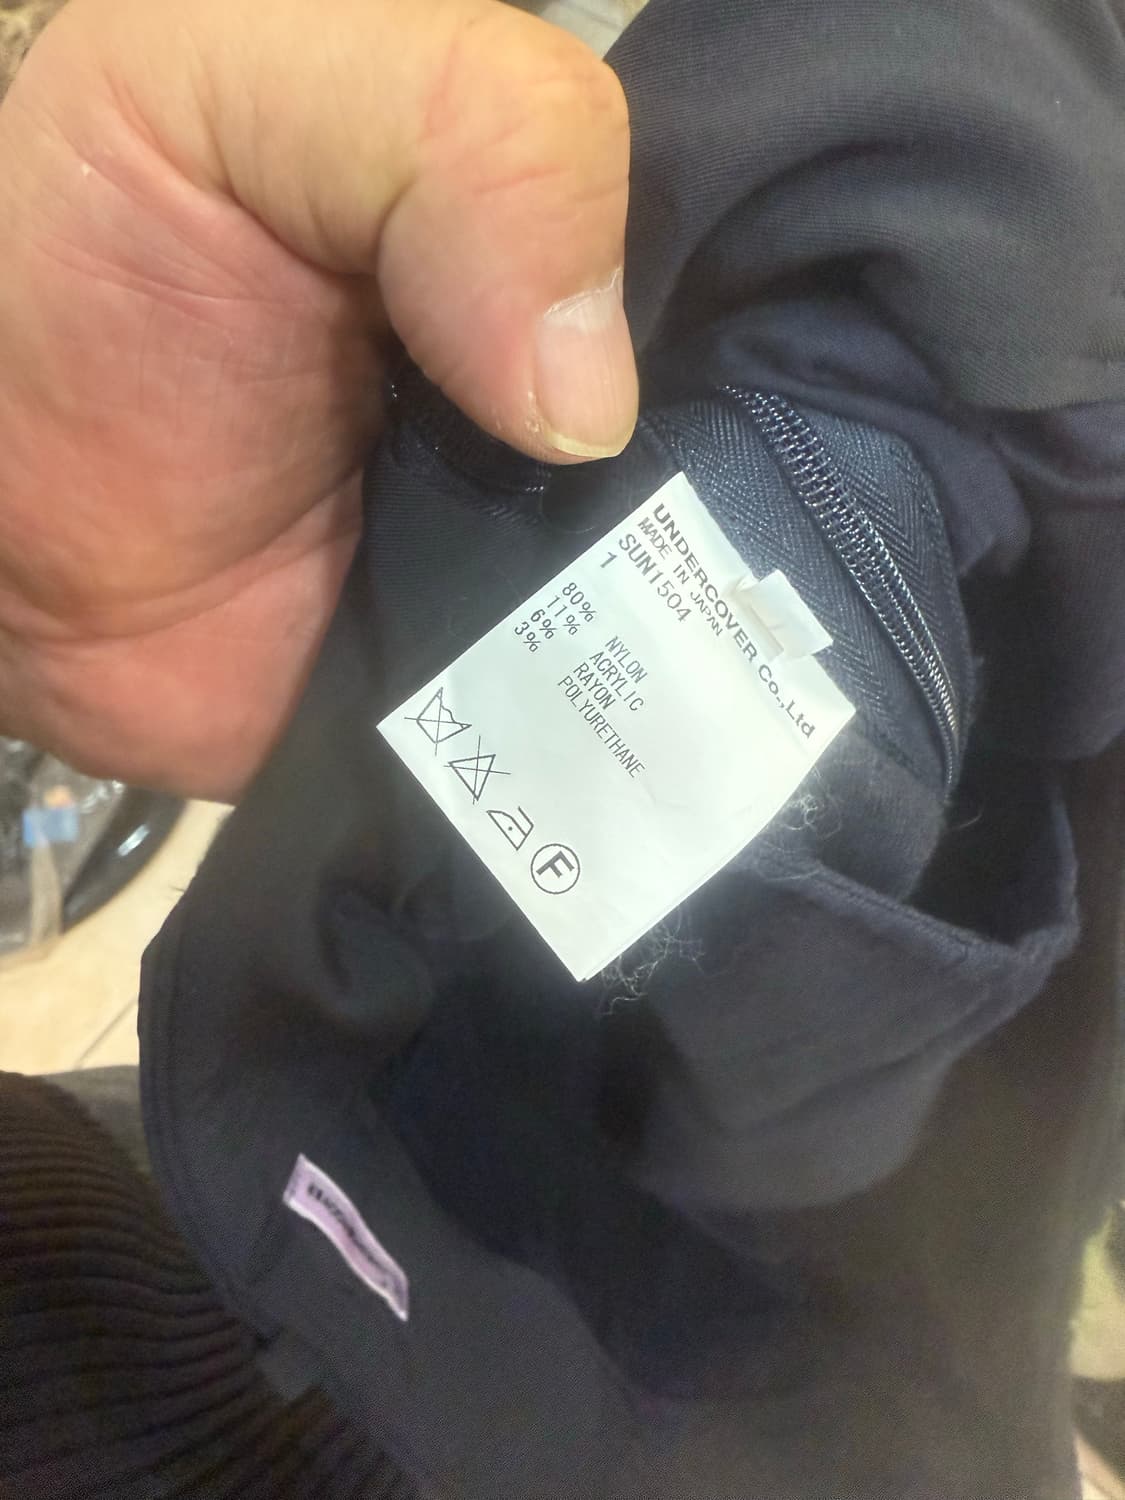 UNDERCOVER Co.,Ltd
MADE IN JAPAN
SUN1504
1
80% NYLON
11% ACRYLIC
6% RAYON
3% POLYURETHANE
F